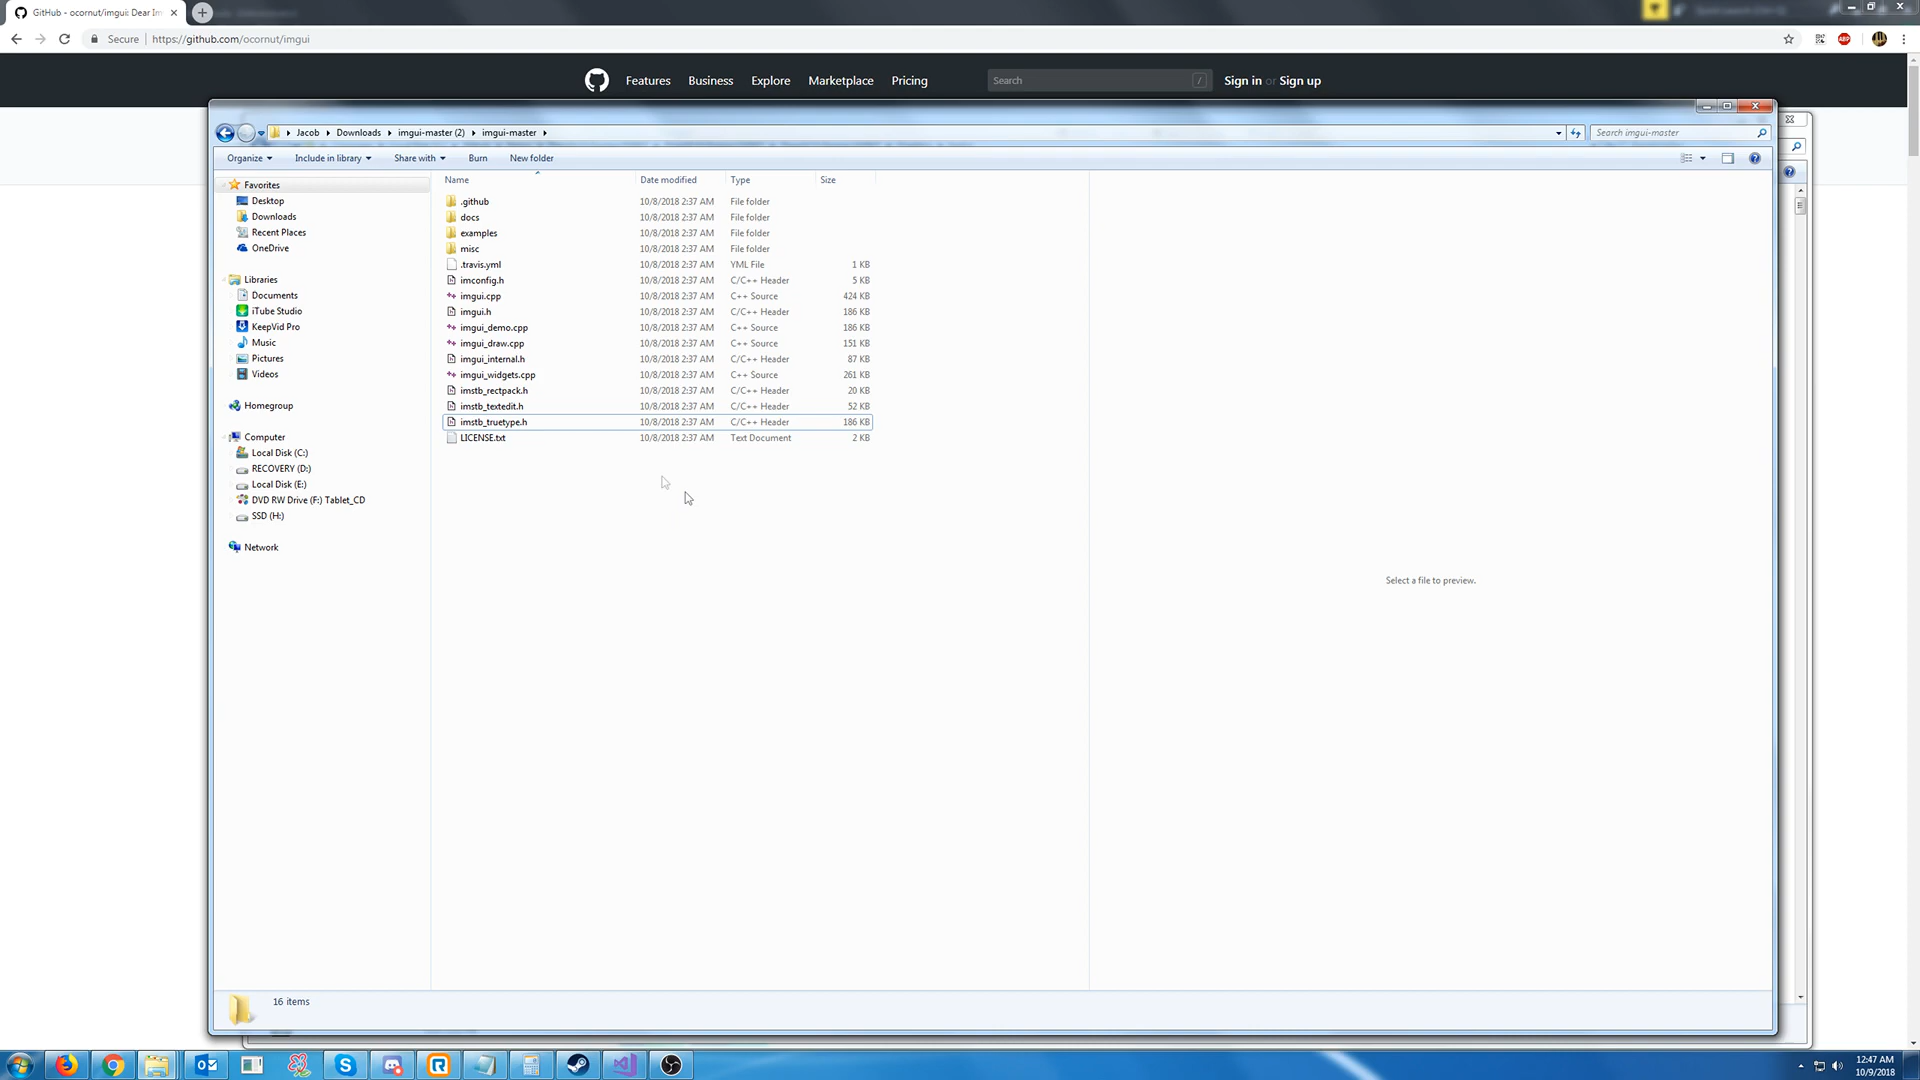 GitHub - ocornut/imgui: Dear Im
Secure
https://github.com/ocornut/imgui
Features
Business
Explore
Marketplace
Pricing
Search
/
Sign in or Sign up
Jacob
Downloads
imgui-master (2)
imgui-master
Search imgui-master
Organize
Include in library
Share with
Burn
New folder
Favorites
Desktop
Downloads
Recent Places
OneDrive
Libraries
Documents
iTube Studio
KeepVid Pro
Music
Pictures
Videos
Homegroup
Computer
Local Disk (C:)
RECOVERY (D:)
Local Disk (E:)
DVD RW Drive (F:) Tablet_CD
SSD (H:)
Network
Name Date modified Type Size
.github 10/8/2018 2:37 AM File folder
docs 10/8/2018 2:37 AM File folder
examples 10/8/2018 2:37 AM File folder
misc 10/8/2018 2:37 AM File folder
.travis.yml 10/8/2018 2:37 AM YML File 1 KB
imconfig.h 10/8/2018 2:37 AM C/C++ Header 5 KB
imgui.cpp 10/8/2018 2:37 AM C++ Source 424 KB
imgui.h 10/8/2018 2:37 AM C/C++ Header 186 KB
imgui_demo.cpp 10/8/2018 2:37 AM C++ Source 186 KB
imgui_draw.cpp 10/8/2018 2:37 AM C++ Source 151 KB
imgui_internal.h 10/8/2018 2:37 AM C/C++ Header 87 KB
imgui_widgets.cpp 10/8/2018 2:37 AM C++ Source 261 KB
imstb_rectpack.h 10/8/2018 2:37 AM C/C++ Header 20 KB
imstb_textedit.h 10/8/2018 2:37 AM C/C++ Header 52 KB
imstb_truetype.h 10/8/2018 2:37 AM C/C++ Header 186 KB
LICENSE.txt 10/8/2018 2:37 AM Text Document 2 KB
Select a file to preview.
16 items
12:47 AM
10/9/2018